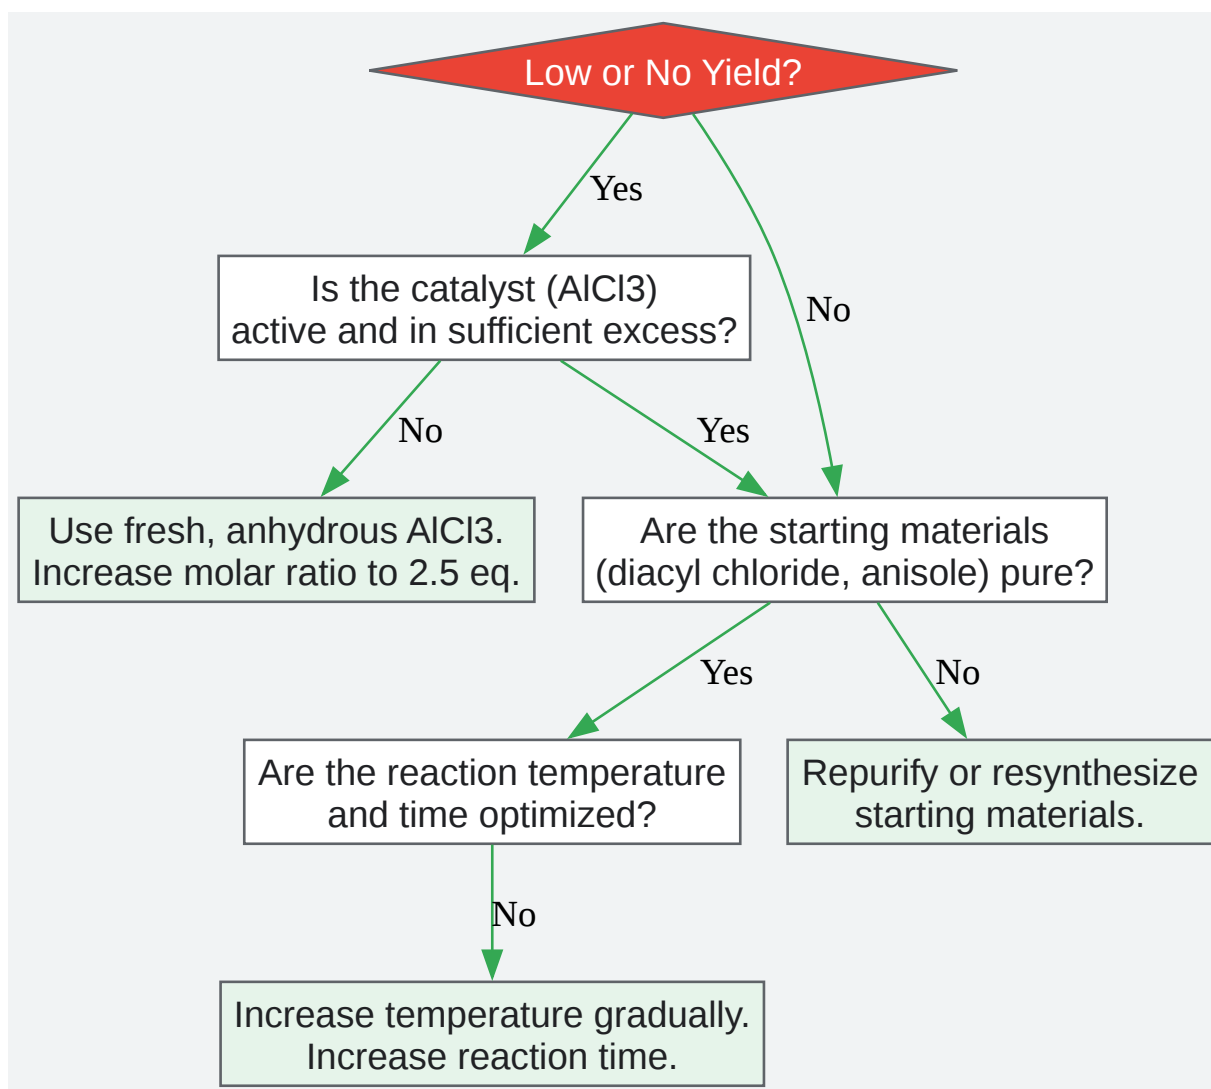 Low or No Yield?
Yes
Is the catalyst (AlCl3)
active and in sufficient excess?
No
No
Yes
Use fresh, anhydrous AlCl3.
Increase molar ratio to 2.5 eq.
Are the starting materials
(diacyl chloride, anisole) pure?
Yes
No
Are the reaction temperature
and time optimized?
Repurify or resynthesize
starting materials.
No
Increase temperature gradually.
Increase reaction time.